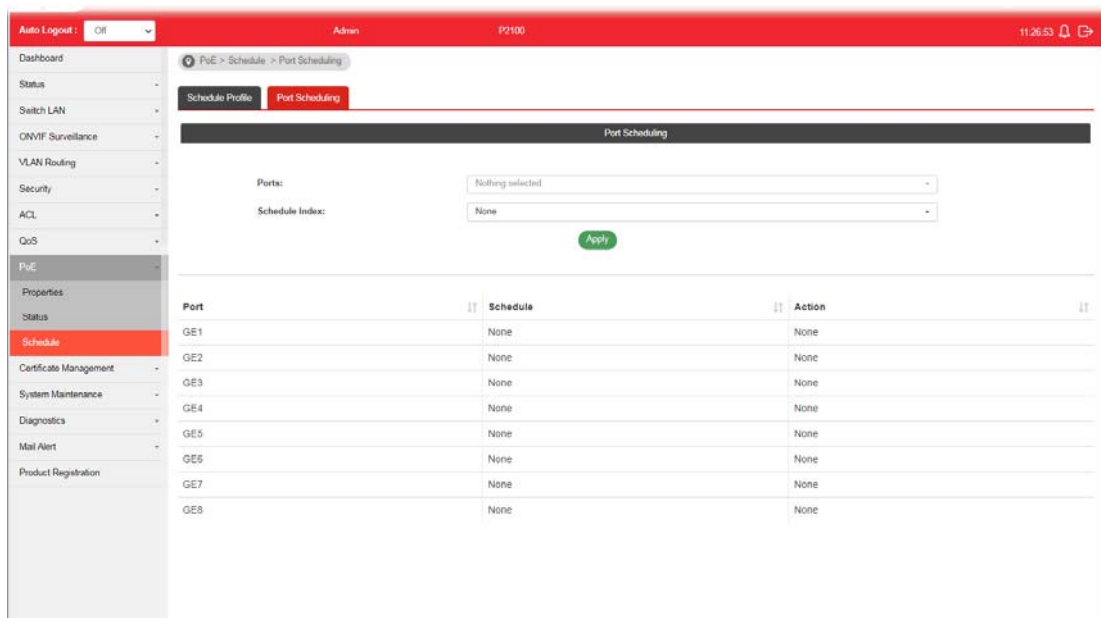 Auto Logout : Off Admin P2100 11:26:53
Dashboard
Status
Switch LAN
ONVIF Surveillance
VLAN Routing
Security
ACL
QoS
PoE
Properties
Status
Schedule
Certificate Management
System Maintenance
Diagnostics
Mail Alert
Product Registration
PoE > Schedule > Port Scheduling
Schedule Profile Port Scheduling
Port Scheduling
Ports: Nothing selected
Schedule Index: None
Apply
Port Schedule Action
GE1 None None
GE2 None None
GE3 None None
GE4 None None
GE5 None None
GE6 None None
GE7 None None
GE8 None None